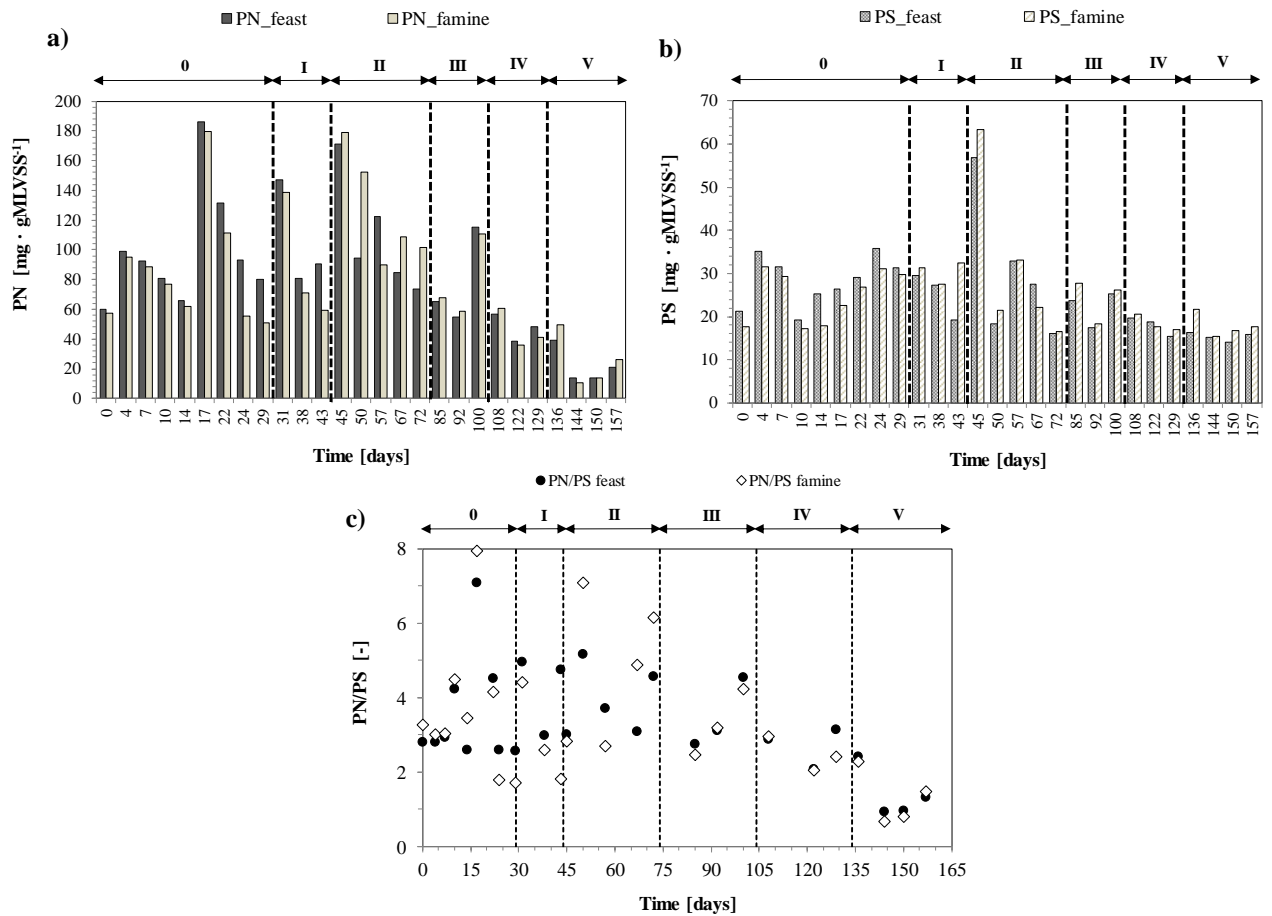 PN_feast PN_famine
a)
0 I II III IV V
PN [mg · gMLVSS-1]
200
180
160
140
120
100
80
60
40
20
0
0 4 7 10 14 17 22 24 29 31 38 43 45 50 57 67 72 85 92 100 108 122 129 136 144 150 157
Time [days]
PS_feast PS_famine
b)
0 I II III IV V
PS [mg · gMLVSS-1]
70
60
50
40
30
20
10
0
0 4 7 10 14 17 22 24 29 31 38 43 45 50 57 67 72 85 92 100 108 122 129 136 144 150 157
Time [days]
PN/PS feast PN/PS famine
c)
0 I II III IV V
PN/PS [-]
8
6
4
2
0
0 15 30 45 60 75 90 105 120 135 150 165
Time [days]